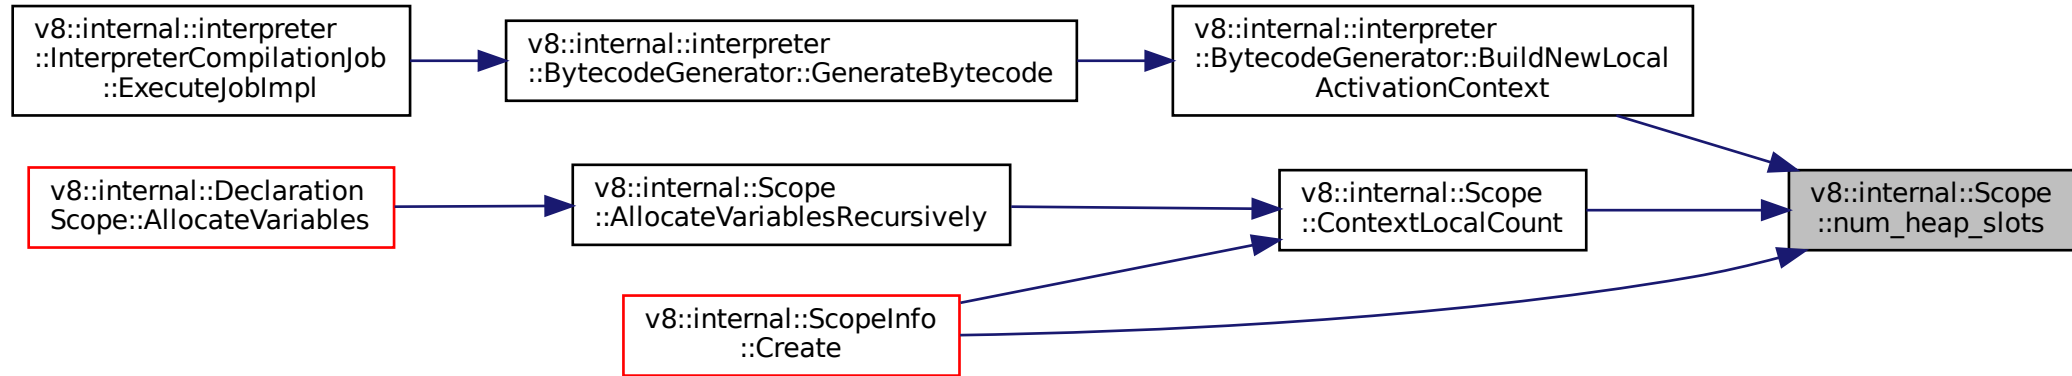 v8::internal::interpreter
::InterpreterCompilationJob
::ExecuteJobImpl
v8::internal::interpreter
::BytecodeGenerator::GenerateBytecode
v8::internal::interpreter
::BytecodeGenerator::BuildNewLocal
ActivationContext
v8::internal::Declaration
Scope::AllocateVariables
v8::internal::Scope
::AllocateVariablesRecursively
v8::internal::Scope
::ContextLocalCount
v8::internal::Scope
::num_heap_slots
v8::internal::ScopeInfo
::Create